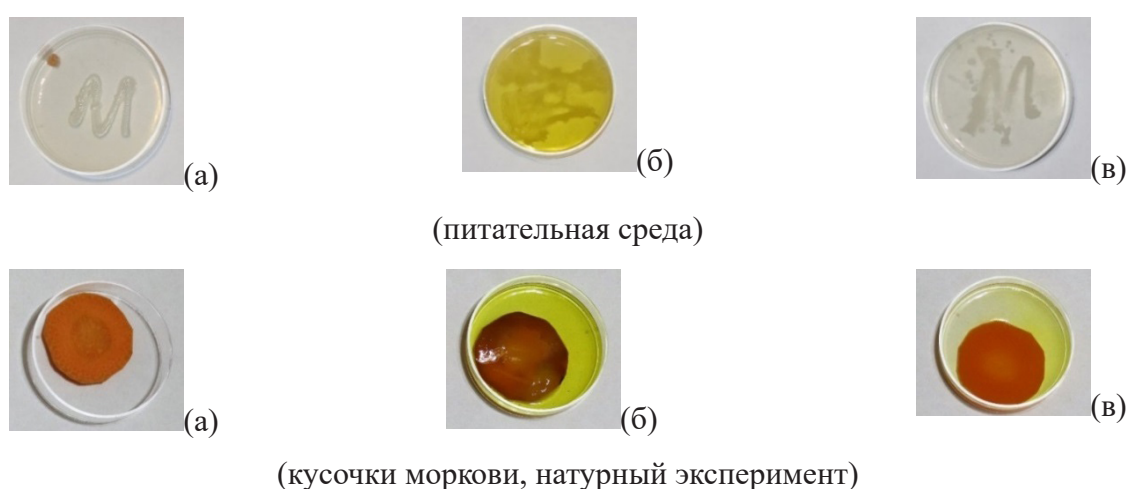 (а) (б) (в)
(питательная среда)
(а) (б) (в)
(кусочки моркови, натурный эксперимент)